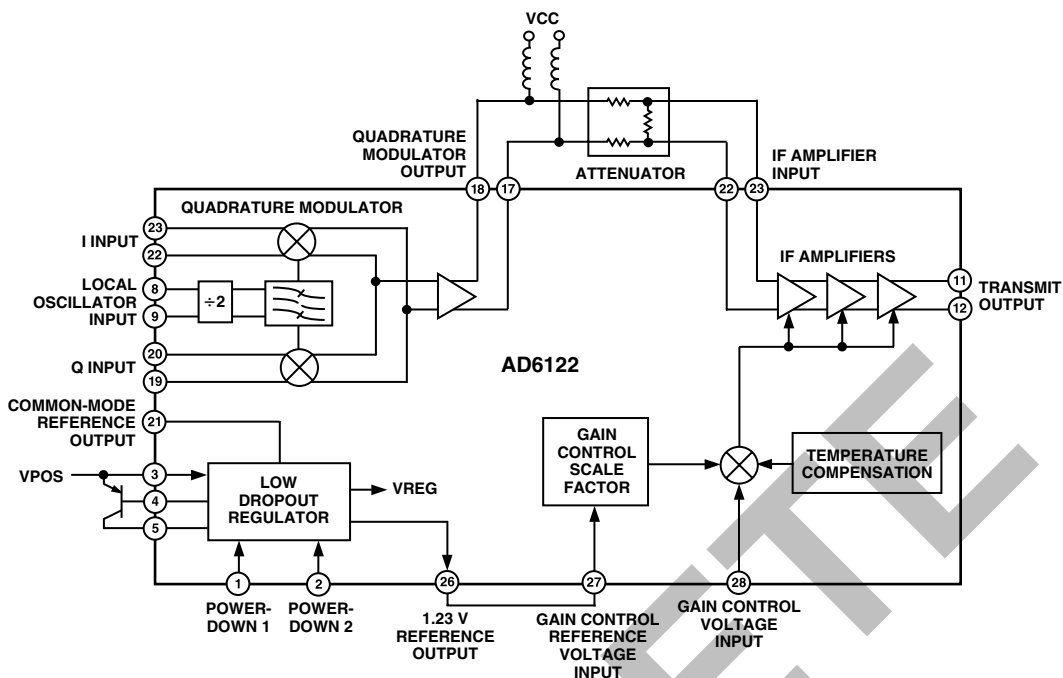 VCC
QUADRATURE
MODULATOR
OUTPUT
ATTENUATOR
IF AMPLIFIER
INPUT
18
17
22
23
QUADRATURE MODULATOR
IF AMPLIFIERS
I INPUT
23
22
LOCAL
OSCILLATOR
INPUT
8
9
÷2
11
12
TRANSMIT
OUTPUT
Q INPUT
20
19
AD6122
COMMON-MODE
REFERENCE
OUTPUT
21
VPOS
3
4
5
LOW
DROPOUT
REGULATOR
VREG
GAIN
CONTROL
SCALE
FACTOR
TEMPERATURE
COMPENSATION
1
2
26
27
28
POWER-
DOWN 1
POWER-
DOWN 2
1.23 V
REFERENCE
OUTPUT
GAIN CONTROL
REFERENCE
VOLTAGE
INPUT
GAIN CONTROL
VOLTAGE
INPUT
ETE